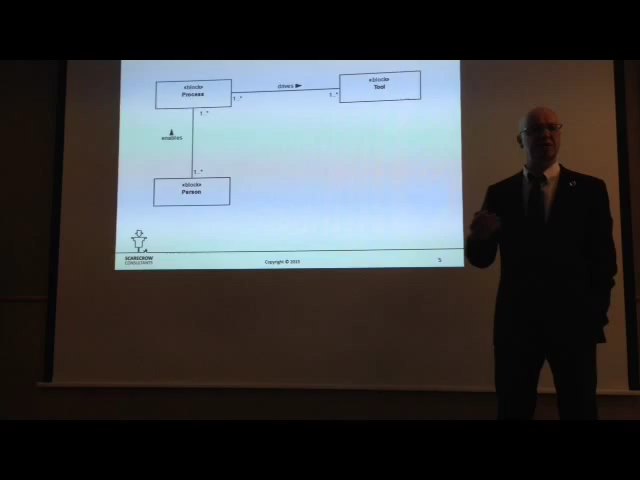 «block»
Process
drives
«block»
Tool
1..*
1..*
1..*
enables
1..*
«block»
Person
SCARECROW
CONSULTANTS
Copyright © 2015
5